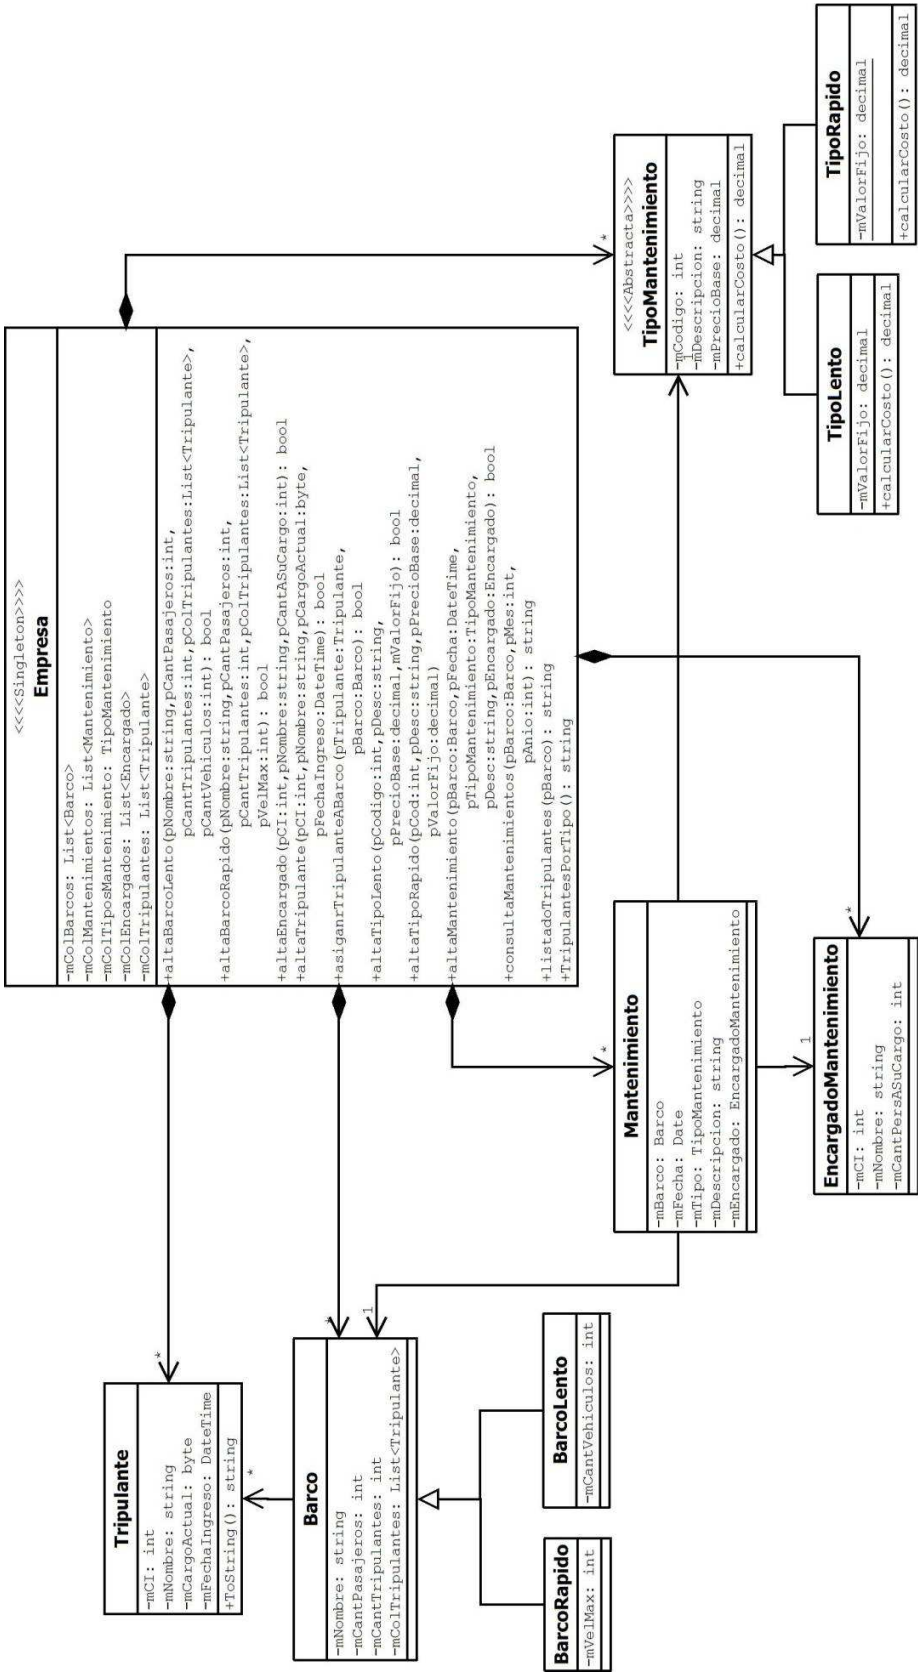 <<<<Singleton>>>>
Empresa
-mColBarcos: List<Barco>
-mColMantenimientos: List<Mantenimiento>
-mColTiposMantenimiento: TipoMantenimiento
-mColEncargados: List<Encargado>
-mColTripulantes: List<Tripulante>
+altaBarcoLento(pNombre:string,pCantPasajeros:int,
pCantTripulantes:int,pColTripulantes:List<Tripulante>,
pCantVehiculos:int): bool
+altaBarcoRapido(pNombre:string,pCantPasajeros:int,
pCantTripulantes:int,pColTripulantes:List<Tripulante>,
pVelMax:int): bool
+altaEncargado(pCI:int,pNombre:string,pCantASuCargo:int): bool
+altaTripulante(pCI:int,pNombre:string,pCargoActual:byte,
pFechaIngreso:DateTime): bool
+asiganrTripulanteABarco(pTripulante:Tripulante,
pBarco:Barco): bool
+altaTipoLento(pCodigo:int,pDesc:string,
pPrecioBase:decimal,mValorFijo): bool
+altaTipoRapido(pCod:int,pDesc:string,pPrecioBase:decimal,
pValorFijo:decimal)
+altaMantenimiento(pBarco:Barco,pFecha:DateTime,
pTipoMantenimiento:TipoMantenimiento,
pDesc:string,pEncargado:Encargado): bool
+consultaMantenimientos(pBarco:Barco,pMes:int,
pAnio:int): string
+listadoTripulantes(pBarco): string
+TripulantesPorTipo(): string
Tripulante
-mCI: int
-mNombre: string
-mCargoActual: byte
-mFechaIngreso: DateTime
+ToString(): string
*
*
Barco
-mNombre: string
-mCantPasajeros: int
-mCantTripulantes: int
-mColTripulantes: List<Tripulante>
*
1
BarcoRapido
-mVelMax: int
BarcoLento
-mCantVehiculos: int
*
Mantenimiento
-mBarco: Barco
-mFecha: Date
-mTipo: TipoMantenimiento
-mDescripcion: string
-mEncargado: EncargadoMantenimiento
1
*
EncargadoMantenimiento
-mCI: int
-mNombre: string
-mCantPersASuCargo: int
*
<<<<Abstracta>>>>
TipoMantenimiento
-mCodigo: int
1
-mDescripcion: string
-mPrecioBase: decimal
+calcularCosto(): decimal
TipoLento
-mValorFijo: decimal
+calcularCosto(): decimal
TipoRapido
-mValorFijo: decimal
+calcularCosto(): decimal